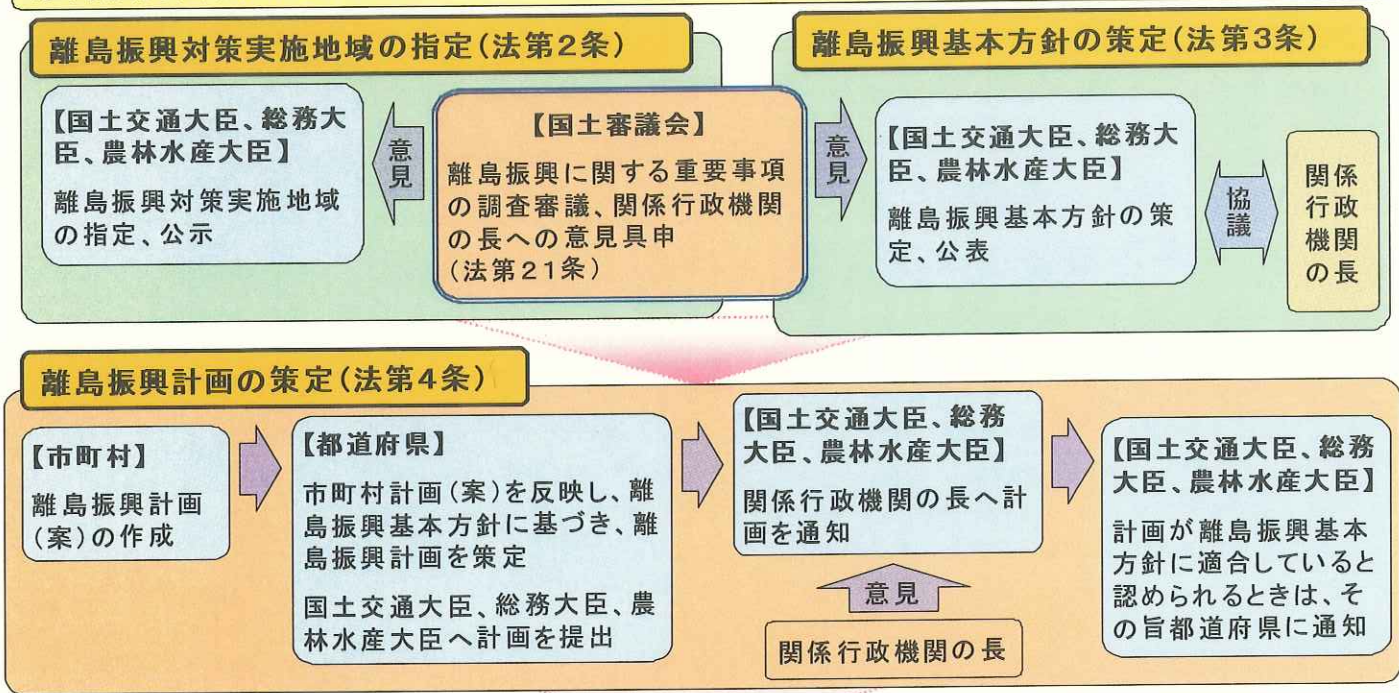 離島振興対策実施地域の指定(法第2条)
【国土交通大臣、総務大
臣、農林水産大臣】
離島振興対策実施地域
の指定、公示
意見
【国土審議会】
離島振興に関する重要事項
の調査審議、関係行政機関
の長への意見具申
(法第21条)
意見
離島振興基本方針の策定(法第3条)
【国土交通大臣、総務大
臣、農林水産大臣】
離島振興基本方針の策
定、公表
協議
関係
行政
機関
の長
離島振興計画の策定(法第4条)
【市町村】
離島振興計画
(案)の作成
【都道府県】
市町村計画(案)を反映し、離
島振興基本方針に基づき、離
島振興計画を策定
国土交通大臣、総務大臣、農
林水産大臣へ計画を提出
【国土交通大臣、総務
大臣、農林水産大臣】
関係行政機関の長へ計
画を通知
意見
関係行政機関の長
【国土交通大臣、総務
大臣、農林水産大臣】
計画が離島振興基本
方針に適合していると
認められるときは、そ
の旨都道府県に通知